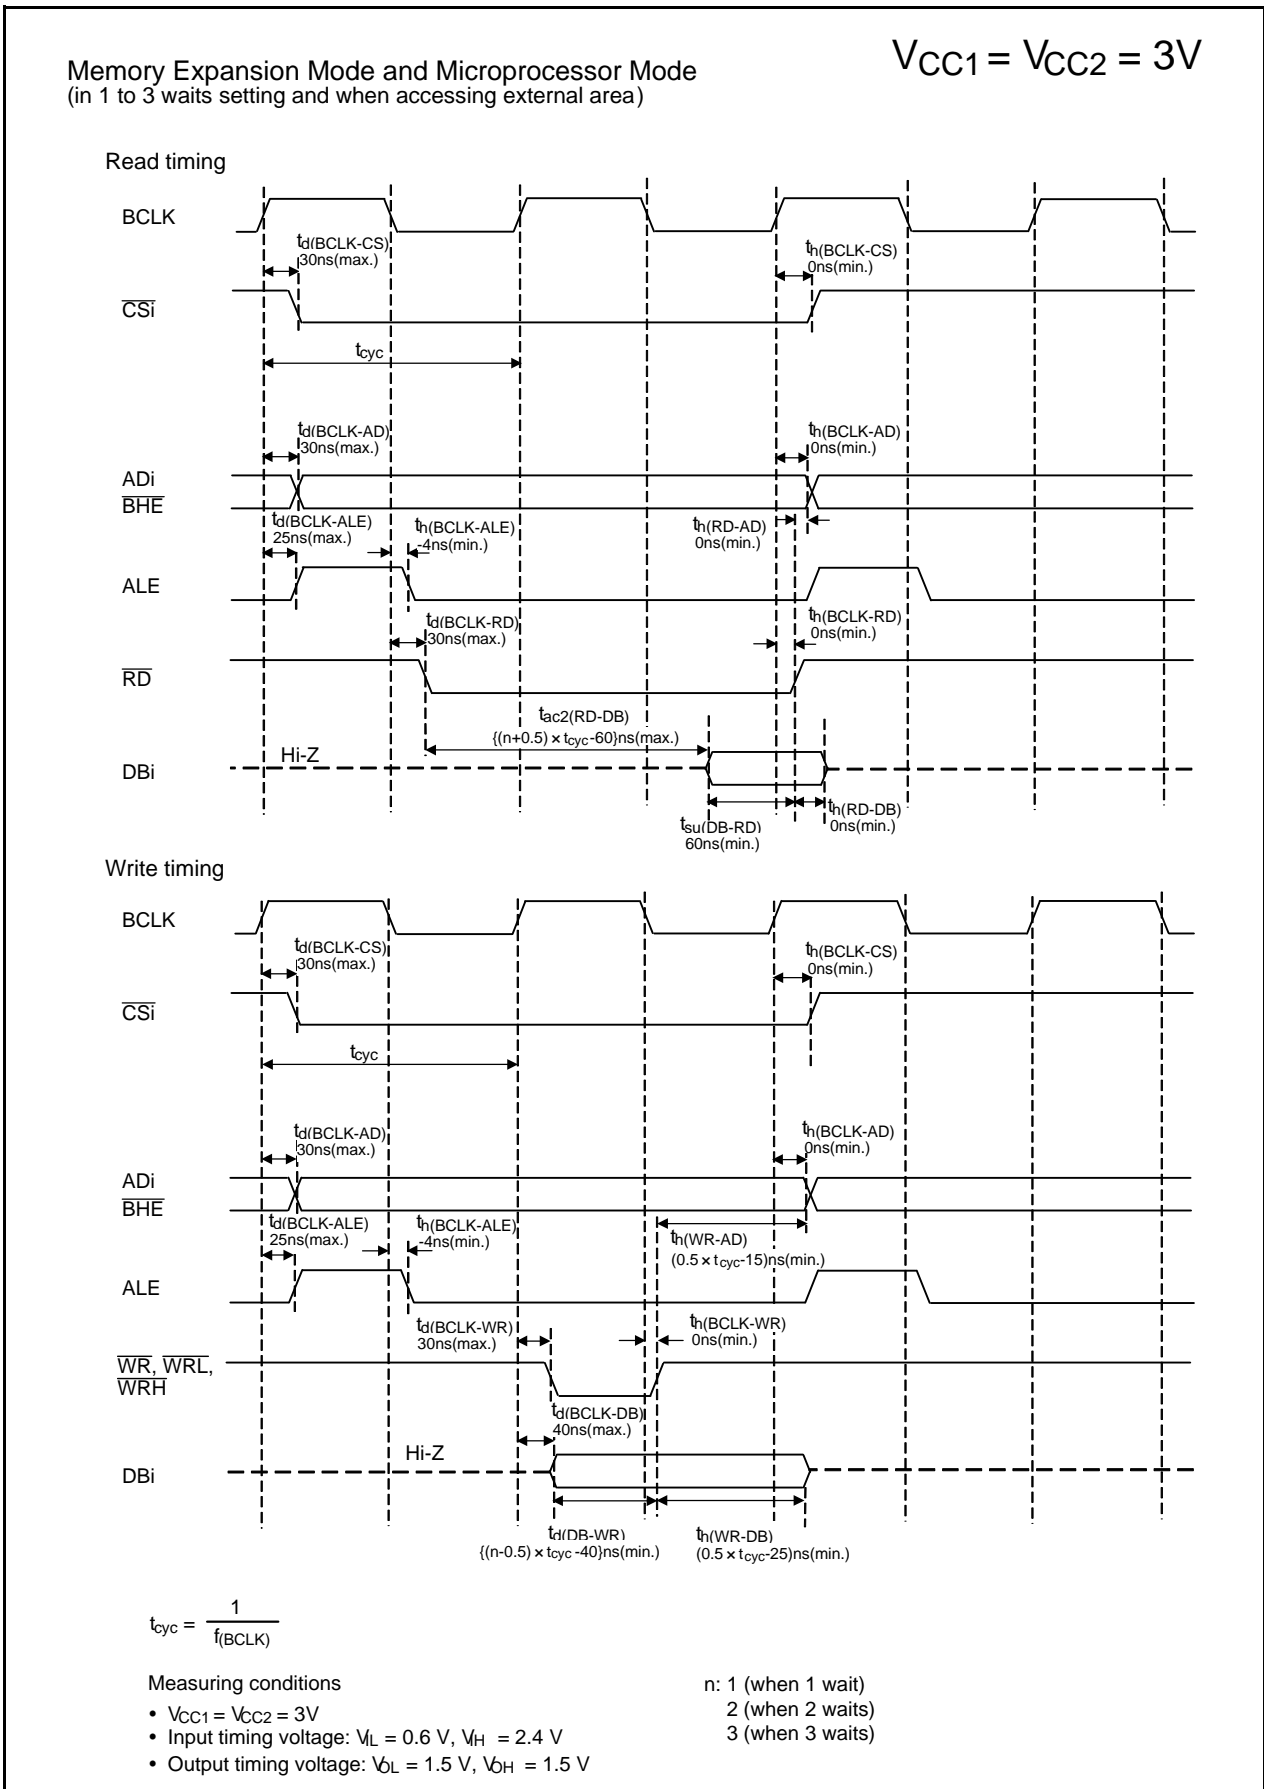 VCC1 = VCC2 = 3V
Memory Expansion Mode and Microprocessor Mode
(in 1 to 3 waits setting and when accessing external area)
Read timing
BCLK
td(BCLK-CS)
30ns(max.)
th(BCLK-CS)
0ns(min.)
CSi
tcyc
td(BCLK-AD)
30ns(max.)
th(BCLK-AD)
0ns(min.)
ADi
BHE
td(BCLK-ALE)
25ns(max.)
th(BCLK-ALE)
-4ns(min.)
th(RD-AD)
0ns(min.)
ALE
td(BCLK-RD)
30ns(max.)
th(BCLK-RD)
0ns(min.)
RD
tac2(RD-DB)
{(n+0.5) × tcyc-60}ns(max.)
Hi-Z
DBi
tsu(DB-RD)
60ns(min.)
th(RD-DB)
0ns(min.)
Write timing
BCLK
td(BCLK-CS)
30ns(max.)
th(BCLK-CS)
0ns(min.)
CSi
tcyc
td(BCLK-AD)
30ns(max.)
th(BCLK-AD)
0ns(min.)
ADi
BHE
td(BCLK-ALE)
25ns(max.)
th(BCLK-ALE)
-4ns(min.)
th(WR-AD)
(0.5 × tcyc-15)ns(min.)
ALE
td(BCLK-WR)
30ns(max.)
th(BCLK-WR)
0ns(min.)
WR, WRL,
WRH
td(BCLK-DB)
40ns(max.)
Hi-Z
DBi
td(DB-WR)
{(n-0.5) × tcyc -40}ns(min.)
th(WR-DB)
(0.5 × tcyc-25)ns(min.)
tcyc = 1
f(BCLK)
Measuring conditions
• VCC1 = VCC2 = 3V
• Input timing voltage: VIL = 0.6 V, VIH = 2.4 V
• Output timing voltage: VOL = 1.5 V, VOH = 1.5 V
n: 1 (when 1 wait)
2 (when 2 waits)
3 (when 3 waits)